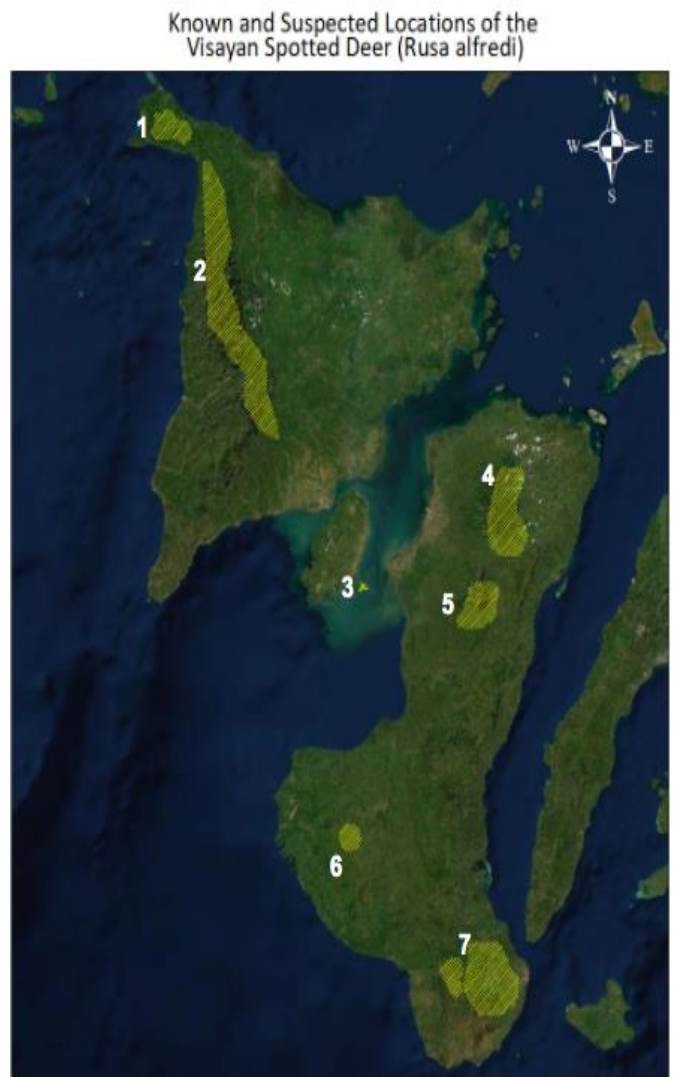 Known and Suspected Locations of the
Visayan Spotted Deer (Rusa alfredi)
N
1
W E
S
2
4
3
5
6
7